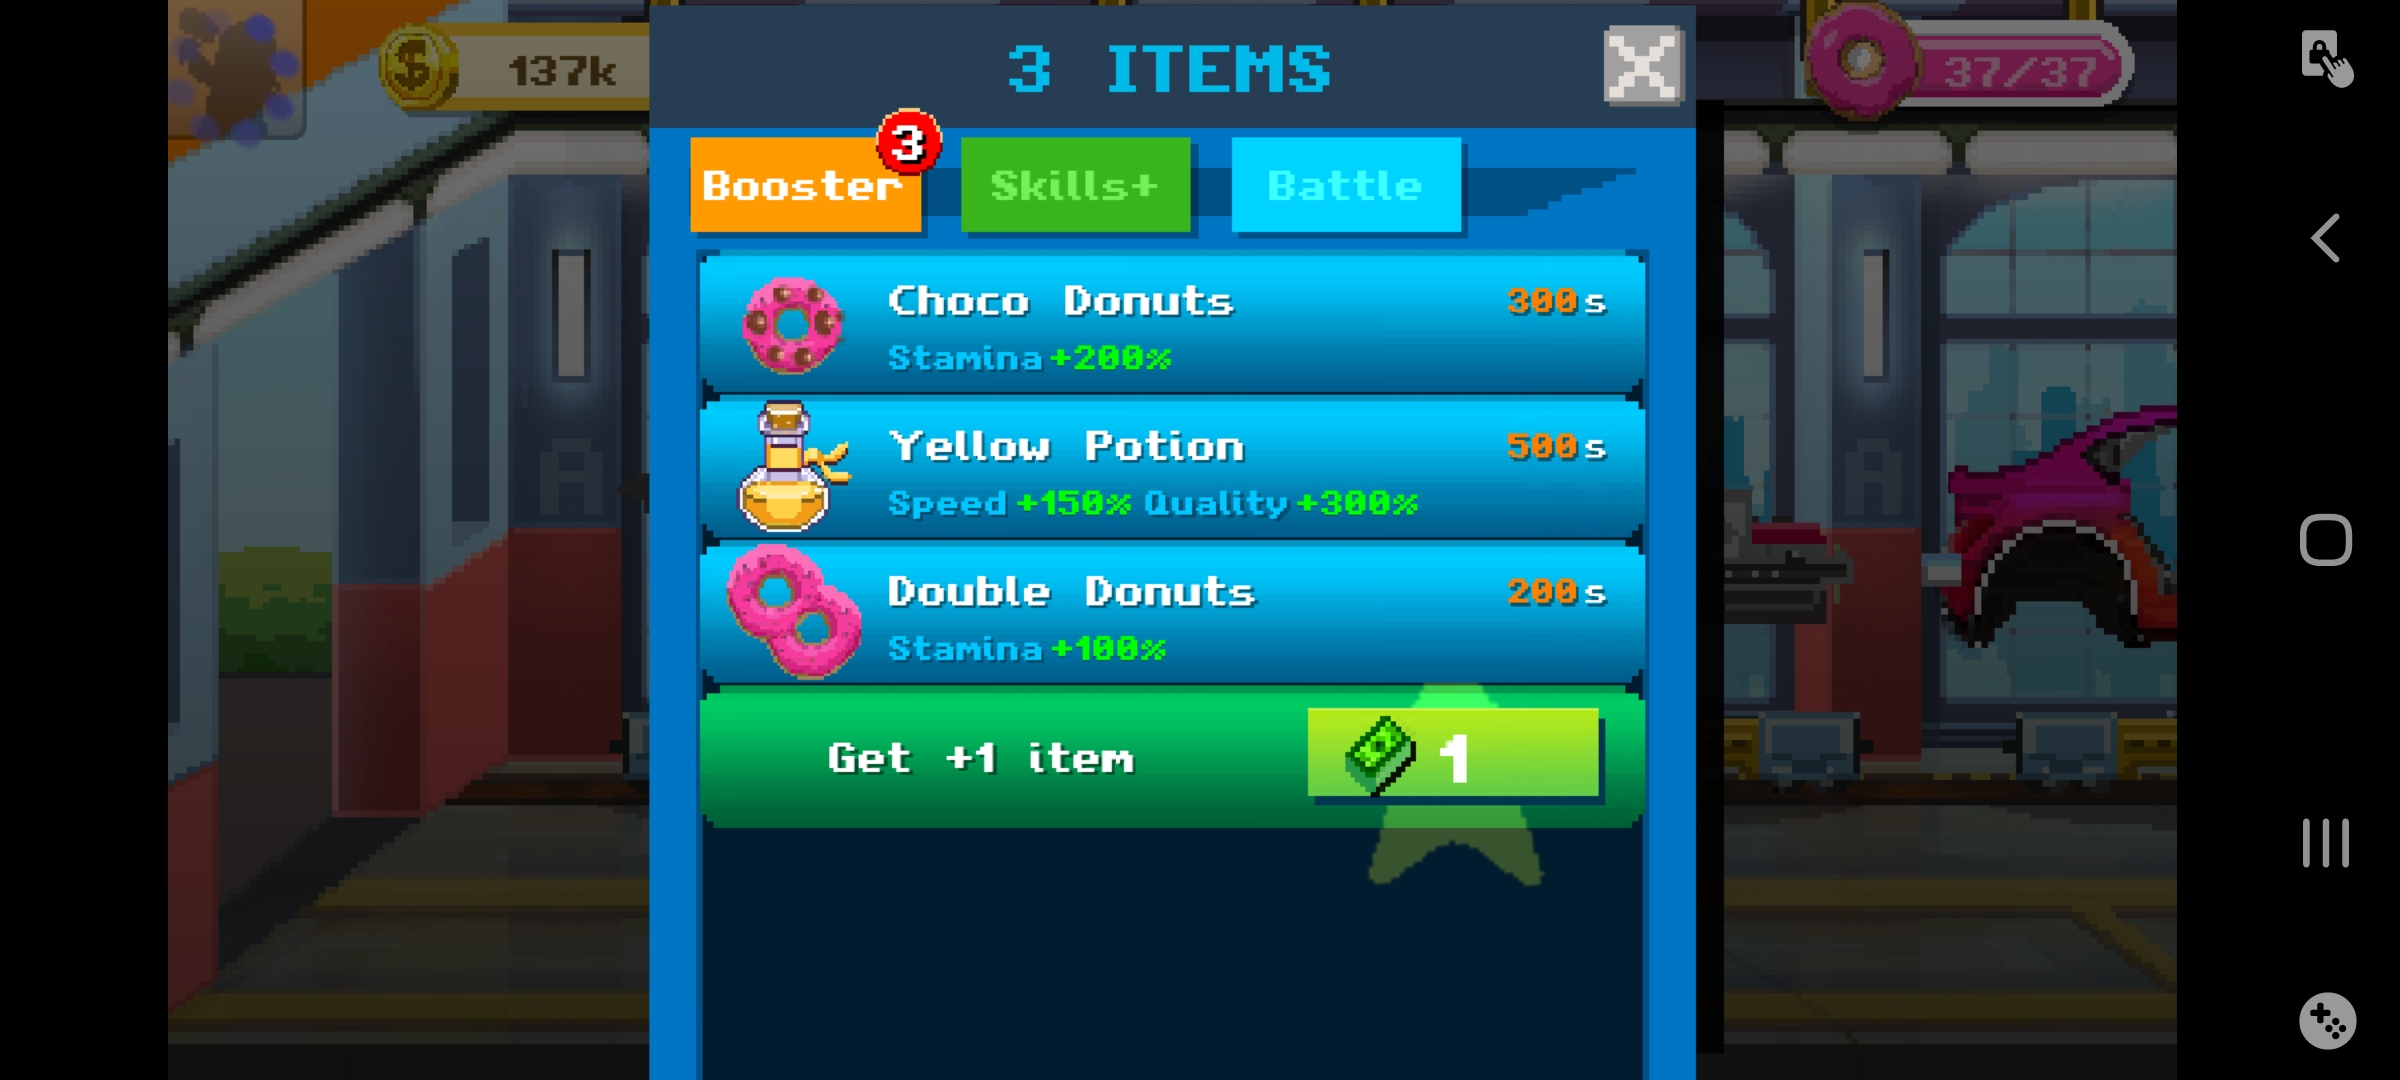 137k
3 ITEMS
37/37
3
Booster
Skills+
Battle
Choco Donuts 300s
Stamina +200%
Yellow Potion 500s
Speed +150% Quality +300%
Double Donuts 200s
Stamina +100%
Get +1 item 1
A
A